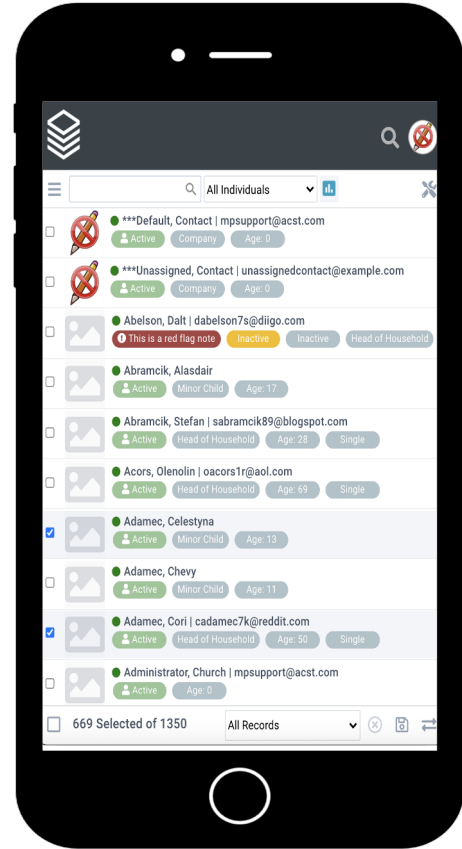 All Individuals
***Default, Contact | mpsupport@acst.com
Active Company Age: 0
***Unassigned, Contact | unassignedcontact@example.com
Active Company Age: 0
Abelson, Dalt | dabelson7s@diigo.com
This is a red flag note Inactive Inactive Head of Household
Abramcik, Alasdair
Active Minor Child Age: 17
Abramcik, Stefan | sabramcik89@blogspot.com
Active Head of Household Age: 28 Single
Acors, Olenolin | oacors1r@aol.com
Active Head of Household Age: 69 Single
Adamec, Celestyna
Active Minor Child Age: 13
Adamec, Chevy
Active Minor Child Age: 11
Adamec, Cori | cadamec7k@reddit.com
Active Head of Household Age: 50 Single
Administrator, Church | mpsupport@acst.com
Active Age: 0
669 Selected of 1350 All Records